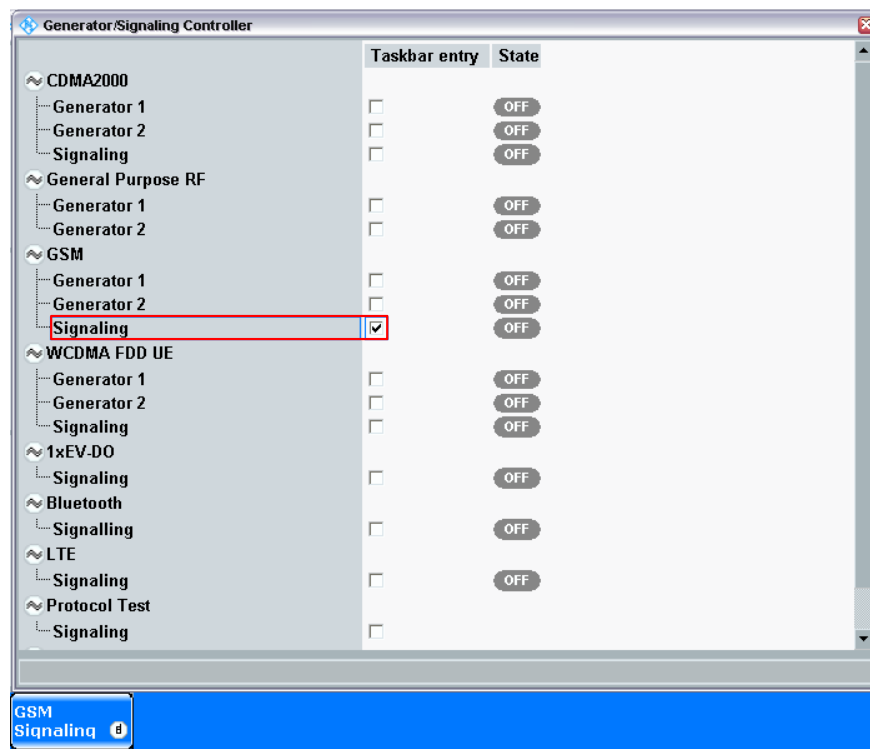 Generator/Signaling Controller
Taskbar entry State
CDMA2000
Generator 1 OFF
Generator 2 OFF
Signaling OFF
General Purpose RF
Generator 1 OFF
Generator 2 OFF
GSM
Generator 1 OFF
Generator 2 OFF
Signaling OFF
WCDMA FDD UE
Generator 1 OFF
Generator 2 OFF
Signaling OFF
1xEV-DO
Signaling OFF
Bluetooth
Signalling OFF
LTE
Signaling OFF
Protocol Test
Signaling
GSM
Signaling